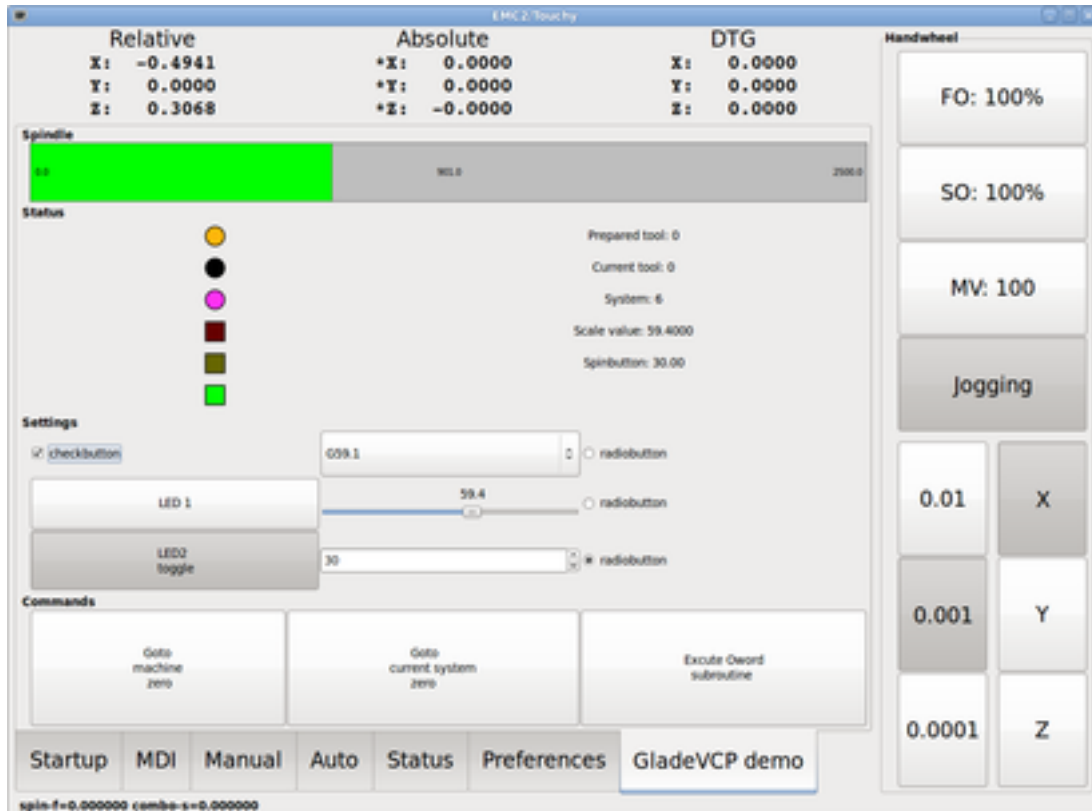 EMC2/Touchy
Relative Absolute DTG
X: -0.4941 *X: 0.0000 X: 0.0000
Y: 0.0000 *Y: 0.0000 Y: 0.0000
Z: 0.3068 *Z: -0.0000 Z: 0.0000
Handwheel
FO: 100%
SO: 100%
MV: 100
Jogging
0.01 X
0.001 Y
0.0001 Z
Spindle
0.0 901.0 2500.0
Status
Prepared tool: 0
Current tool: 0
System: 6
Scale value: 59.4000
Spinbutton: 30.00
Settings
checkbutton G59.1 radiobutton
LED 1 59.4 radiobutton
LED2
toggle
30 radiobutton
Commands
Goto
machine
zero
Goto
current system
zero
Excute Oword
subroutine
Startup MDI Manual Auto Status Preferences GladeVCP demo
spin-f=0.000000 combo-s=0.000000